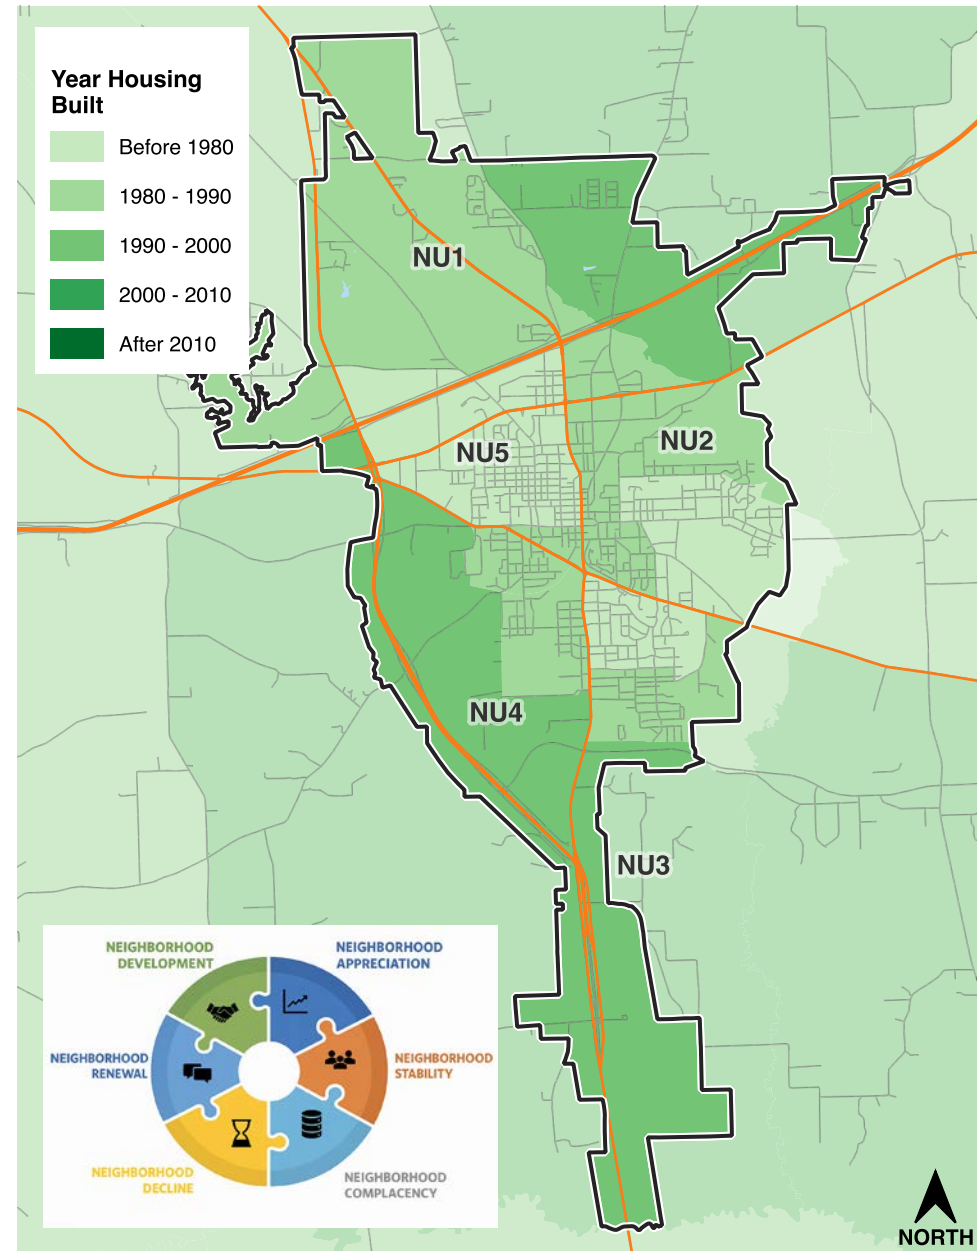 Year Housing
Built
Before 1980
1980 - 1990
1990 - 2000
2000 - 2010
After 2010
NU1
NU2
NU5
NU4
NU3
NEIGHBORHOOD
DEVELOPMENT
NEIGHBORHOOD
APPRECIATION
NEIGHBORHOOD
RENEWAL
NEIGHBORHOOD
STABILITY
NEIGHBORHOOD
DECLINE
NEIGHBORHOOD
COMPLACENCY
NORTH